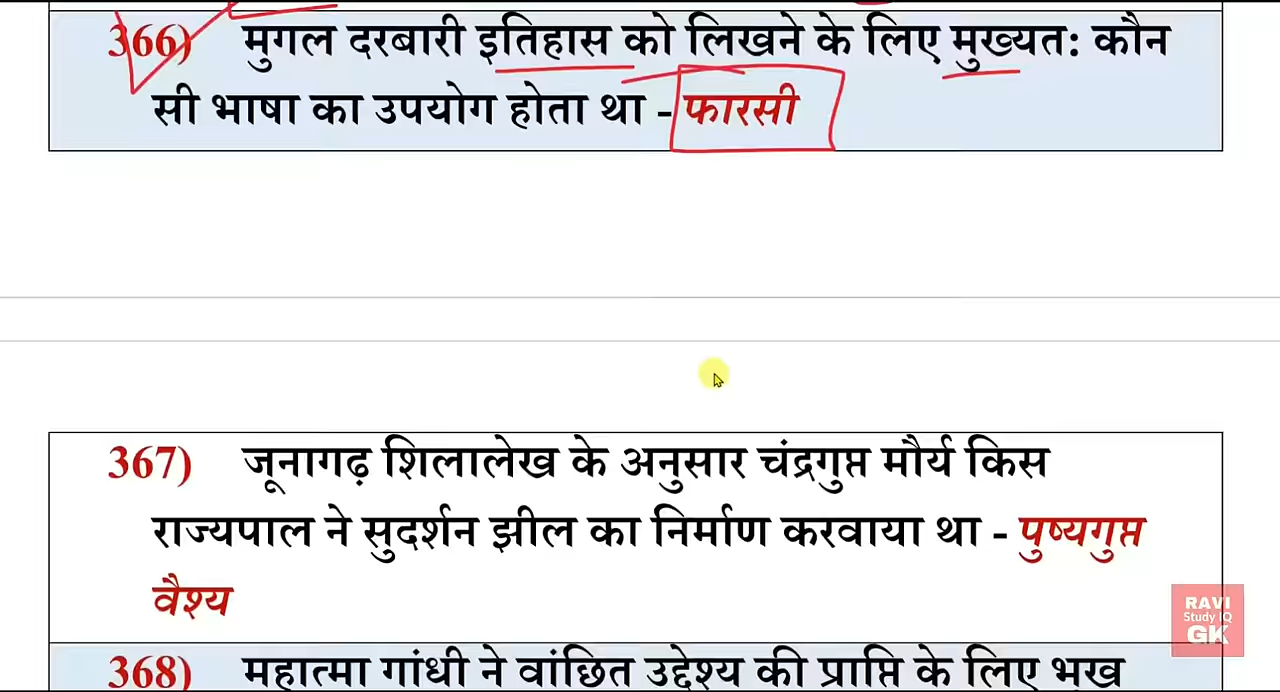 366) मुगल दरबारी इतिहास को लिखने के लिए मुख्यत: कौन
सी भाषा का उपयोग होता था - फारसी
367) जूनागढ़ शिलालेख के अनुसार चंद्रगुप्त मौर्य किस
राज्यपाल ने सुदर्शन झील का निर्माण करवाया था - पुष्यगुप्त
वैश्य
RAVI
Study IQ
GK
368) महात्मा गांधी ने वांछित उद्देश्य की प्राप्ति के लिए भख